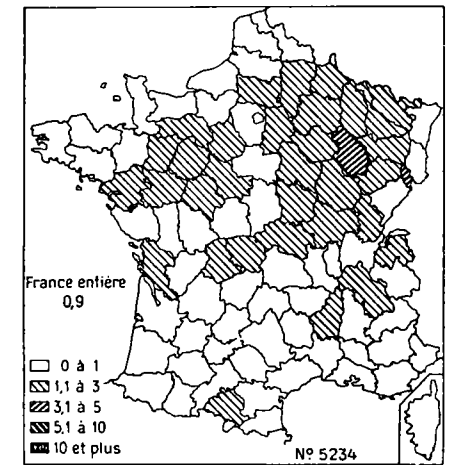 France entière
0,9
0 à 1
1,1 à 3
3,1 à 5
5,1 à 10
10 et plus
Nº 5234